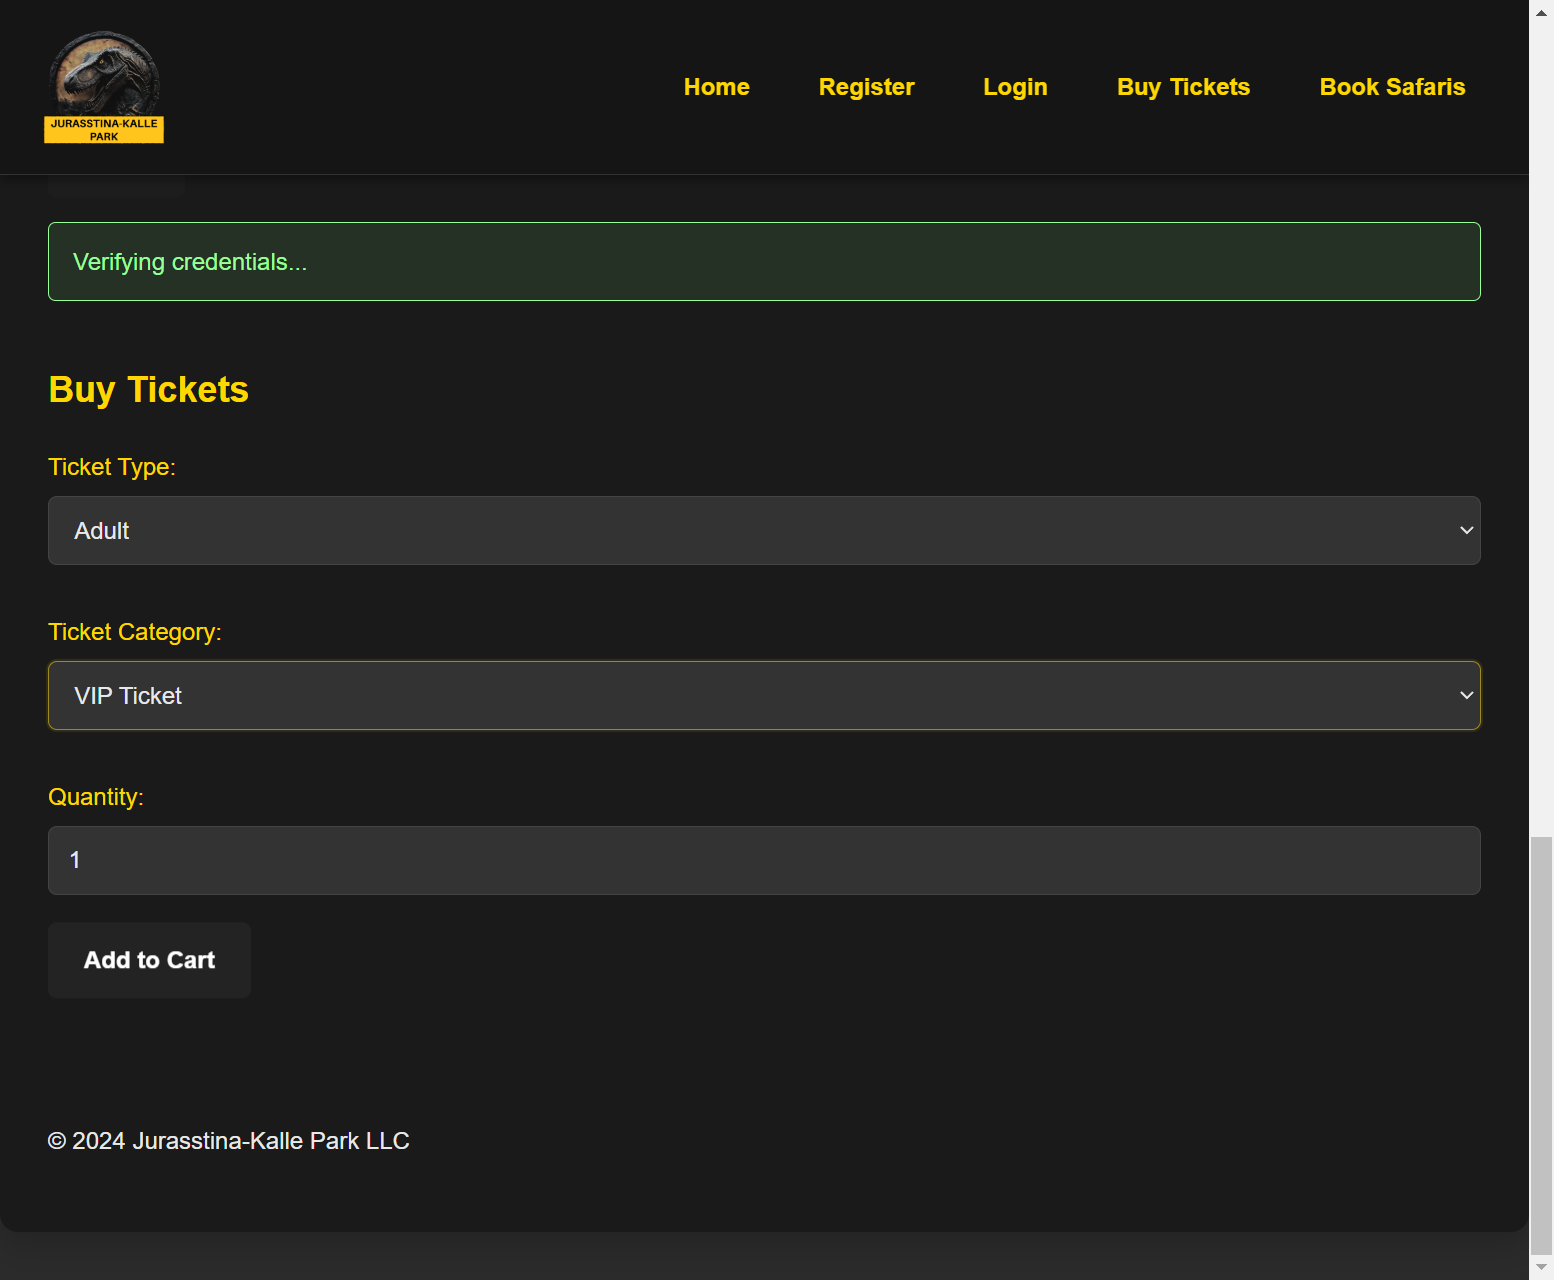 JURASSTINA-KALLE
PARK
Home Register Login Buy Tickets Book Safaris
Verifying credentials...
Buy Tickets
Ticket Type:
Adult
Ticket Category:
VIP Ticket
Quantity:
1
Add to Cart
© 2024 Jurasstina-Kalle Park LLC